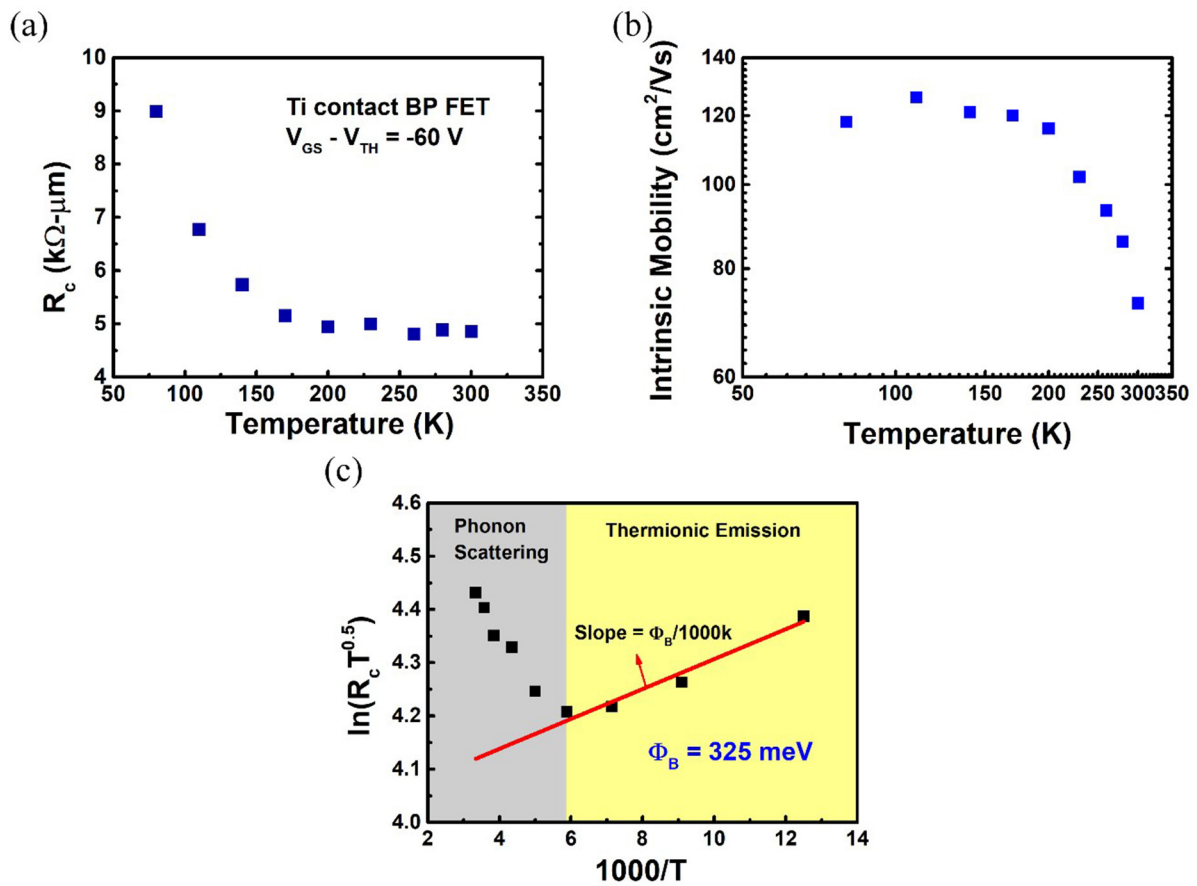 (a)
10
9
8
7
6
5
4
R_c (kΩ-μm)
Ti contact BP FET
V_GS - V_TH = -60 V
50 100 150 200 250 300 350
Temperature (K)
(b)
140
120
100
80
60
Intrinsic Mobility (cm²/Vs)
50 100 150 200 250 300 350
Temperature (K)
(c)
4.6
4.5
4.4
4.3
4.2
4.1
4.0
ln(R_cT^0.5)
Phonon
Scattering
Thermionic Emission
Slope = Φ_B/1000k
Φ_B = 325 meV
2 4 6 8 10 12 14
1000/T